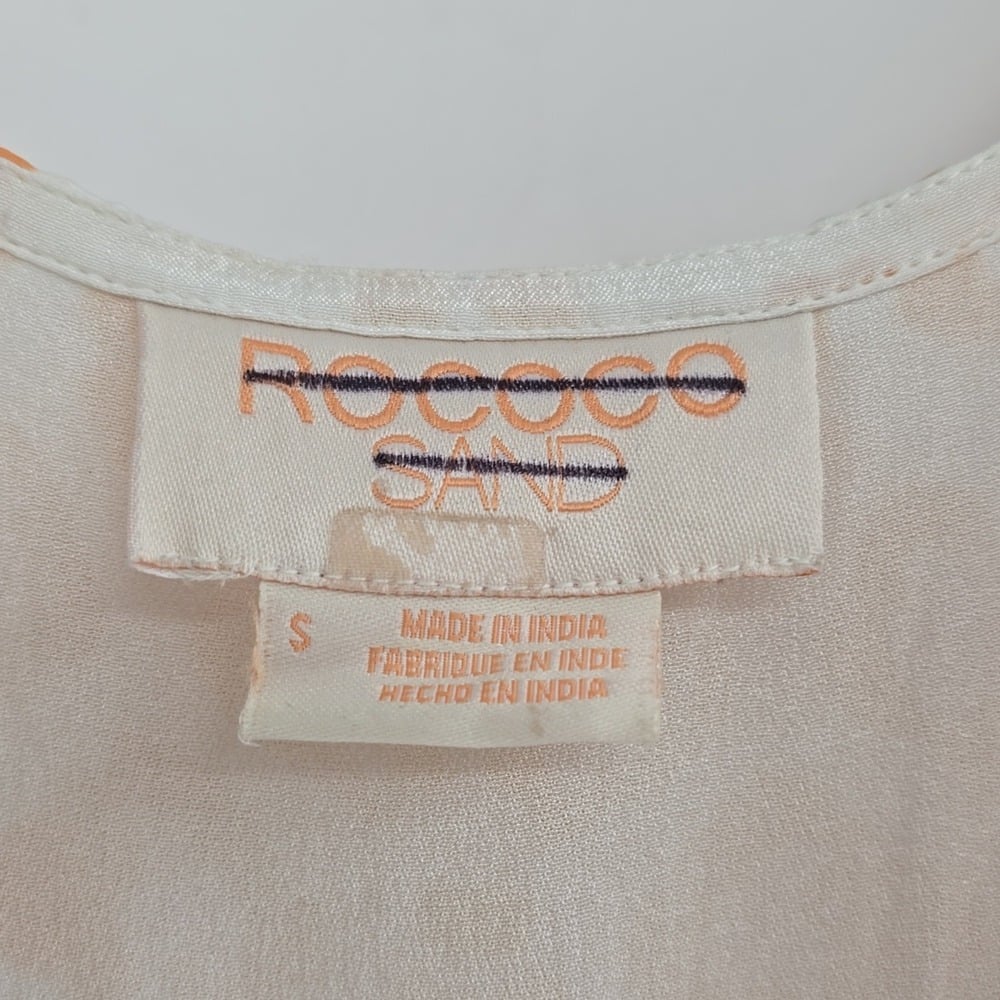 ROCOCO
SAND
S
MADE IN INDIA
FABRIQUE EN INDE
HECHO EN INDIA